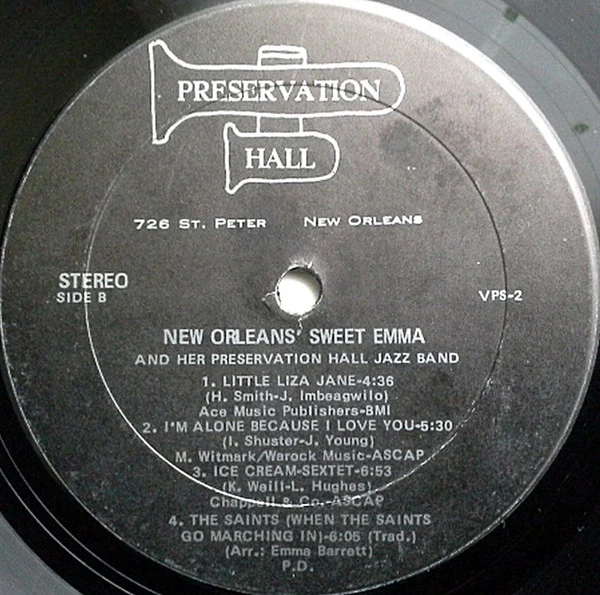 PRESERVATION
HALL
726 ST. PETER NEW ORLEANS
STEREO
SIDE B
VPS-2
NEW ORLEANS' SWEET EMMA
AND HER PRESERVATION HALL JAZZ BAND
1. LITTLE LIZA JANE-4:36
(H. Smith-J. Imbeagwilo)
Ace Music Publishers-BMI
2. I'M ALONE BECAUSE I LOVE YOU-5:30
(I. Shuster-J. Young)
M. Witmark/Warock Music-ASCAP
3. ICE CREAM-SEXTET-6:53
(K. Weill-L. Hughes)
Chappell & Co.-ASCAP
4. THE SAINTS (WHEN THE SAINTS
GO MARCHING IN)-6:05 (Trad.)
(Arr.: Emma Barrett)
P.D.